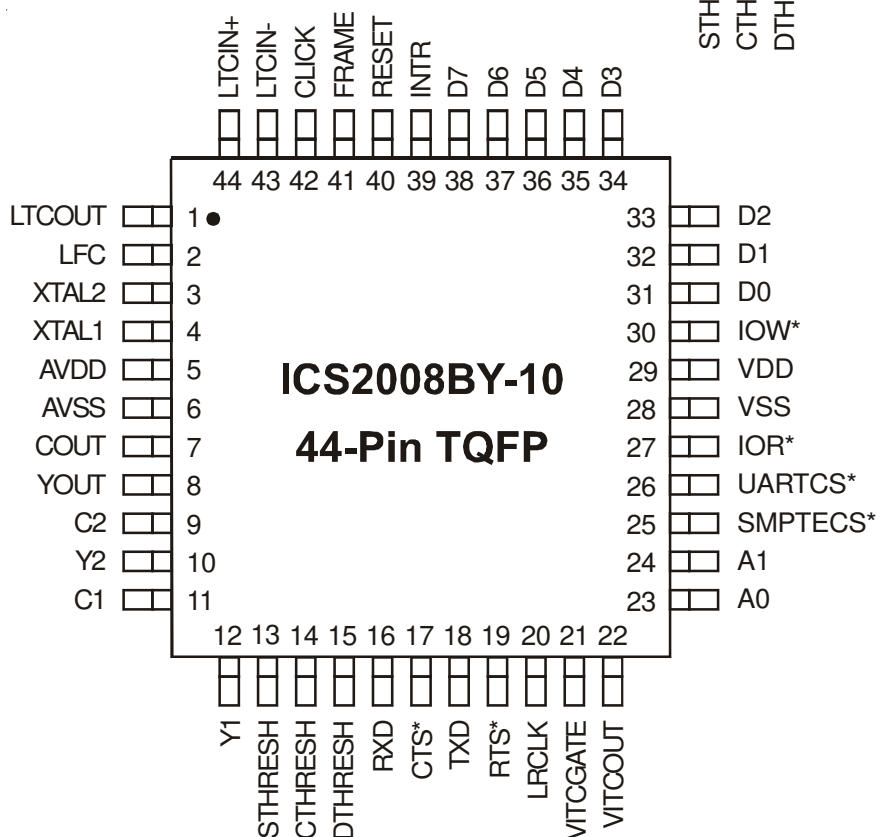 STH
CTH
DTH
LTCIN+
LTCIN-
CLICK
FRAME
RESET
INTR
D7
D6
D5
D4
D3
44 43 42 41 40 39 38 37 36 35 34
LTCOUT 1 33 D2
LFC 2 32 D1
XTAL2 3 31 D0
XTAL1 4 30 IOW*
AVDD 5 29 VDD
AVSS 6 28 VSS
COUT 7 27 IOR*
YOUT 8 26 UARTCS*
C2 9 25 SMPTECS*
Y2 10 24 A1
C1 11 23 A0
ICS2008BY-10
44-Pin TQFP
12 13 14 15 16 17 18 19 20 21 22
Y1
STHRESH
CTHRESH
DTHRESH
RXD
CTS*
TXD
RTS*
LRCLK
VITCGATE
VITCOUT